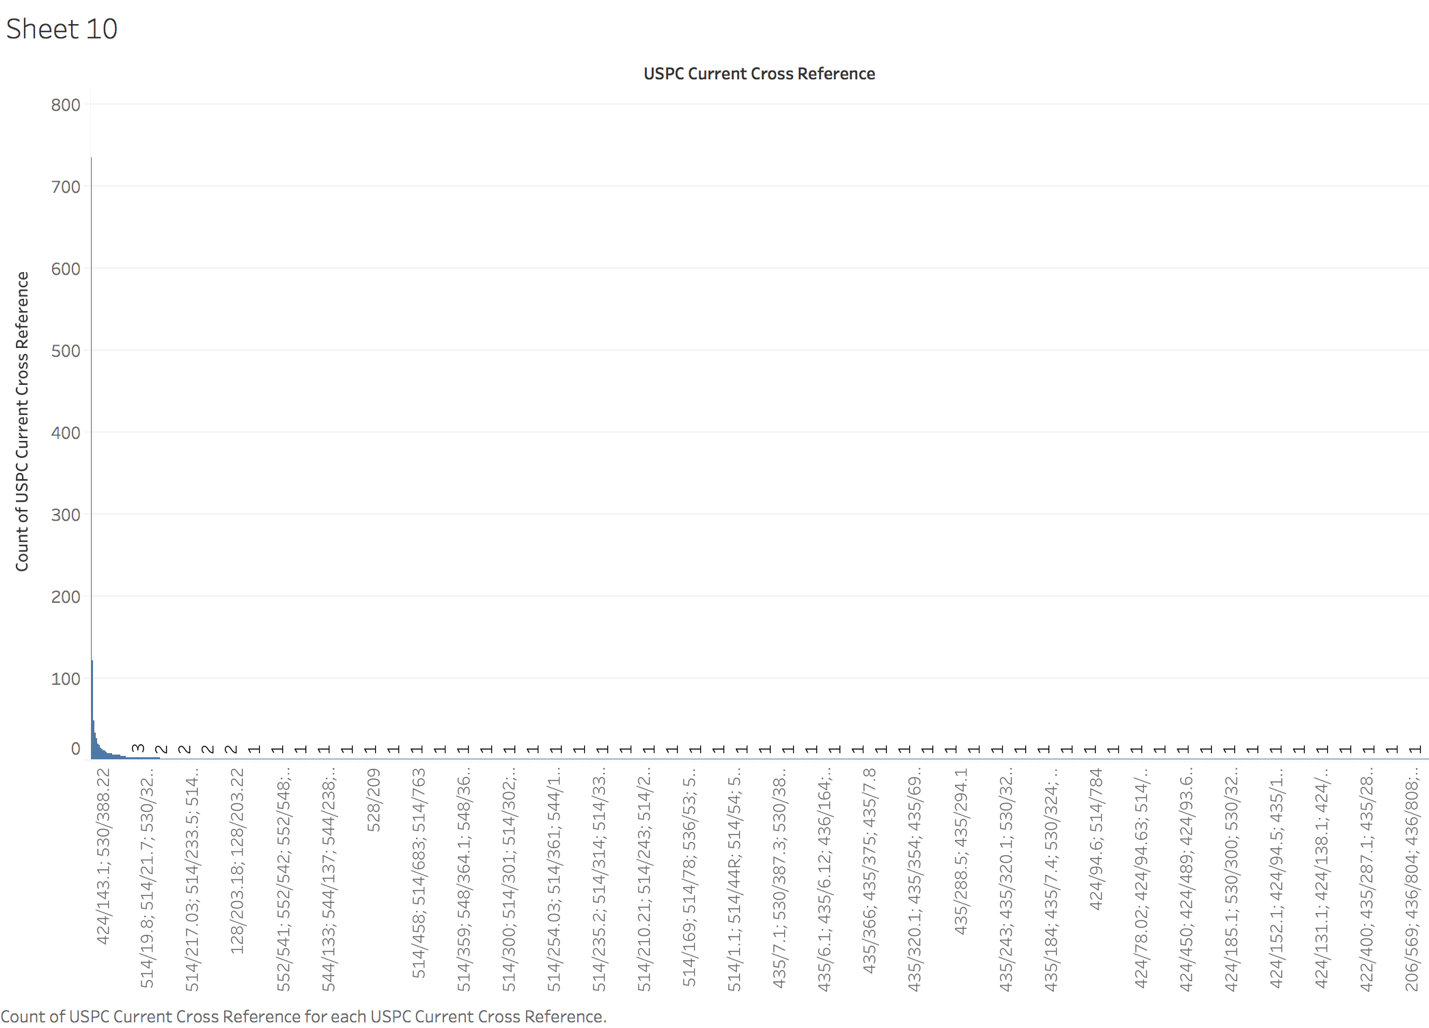 Sheet 10
USPC Current Cross Reference
Count of USPC Current Cross Reference
800
700
600
500
400
300
200
100
0
3 2 2 2 2 1 1 1 1 1 1 1 1 1 1 1 1 1 1 1 1 1 1 1 1 1 1 1 1 1 1 1 1 1 1 1 1 1 1 1 1 1 1 1 1 1 1 1 1 1 1 1 1 1 1 1
424/143.1; 530/388.22
514/19.8; 514/21.7; 530/32..
514/217.03; 514/233.5; 514..
128/203.18; 128/203.22
552/541; 552/542; 552/548;..
544/133; 544/137; 544/238;..
528/209
514/458; 514/683; 514/763
514/359; 548/364.1; 548/36..
514/300; 514/301; 514/302;..
514/254.03; 514/361; 544/1..
514/235.2; 514/314; 514/33..
514/210.21; 514/243; 514/2..
514/169; 514/78; 536/53; 5..
514/1.1; 514/44R; 514/54; 5..
435/7.1; 530/387.3; 530/38..
435/6.1; 435/6.12; 436/164;..
435/366; 435/375; 435/7.8
435/320.1; 435/354; 435/69..
435/288.5; 435/294.1
435/243; 435/320.1; 530/32..
435/184; 435/7.4; 530/324; ..
424/94.6; 514/784
424/78.02; 424/94.63; 514/..
424/450; 424/489; 424/93.6..
424/185.1; 530/300; 530/32..
424/152.1; 424/94.5; 435/1..
424/131.1; 424/138.1; 424/..
422/400; 435/287.1; 435/28..
206/569; 436/804; 436/808;..
Count of USPC Current Cross Reference for each USPC Current Cross Reference.